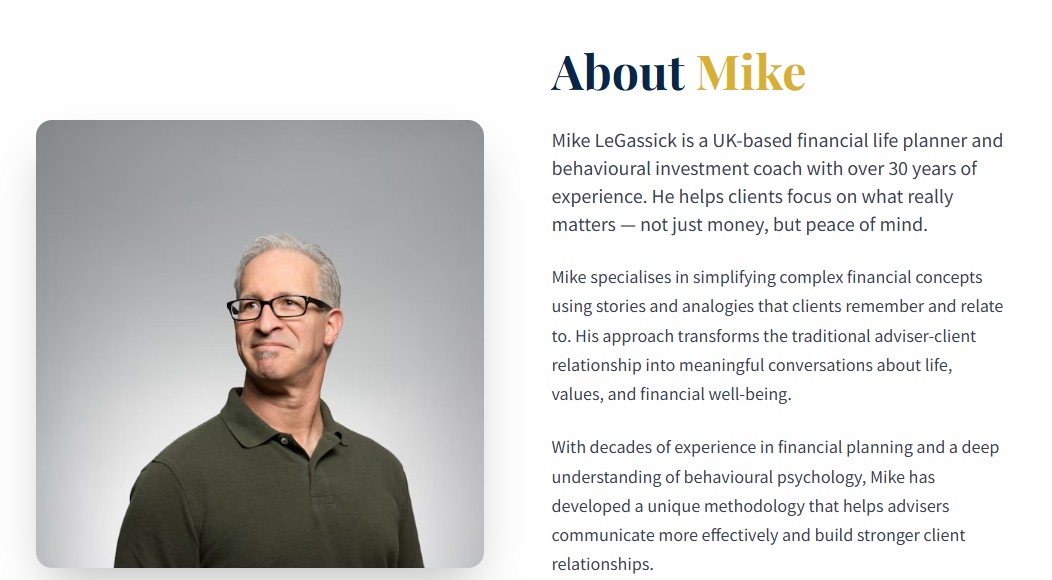 About Mike
Mike LeGassick is a UK-based financial life planner and
behavioural investment coach with over 30 years of
experience. He helps clients focus on what really
matters — not just money, but peace of mind.
Mike specialises in simplifying complex financial concepts
using stories and analogies that clients remember and relate
to. His approach transforms the traditional adviser-client
relationship into meaningful conversations about life,
values, and financial well-being.
With decades of experience in financial planning and a deep
understanding of behavioural psychology, Mike has
developed a unique methodology that helps advisers
communicate more effectively and build stronger client
relationships.